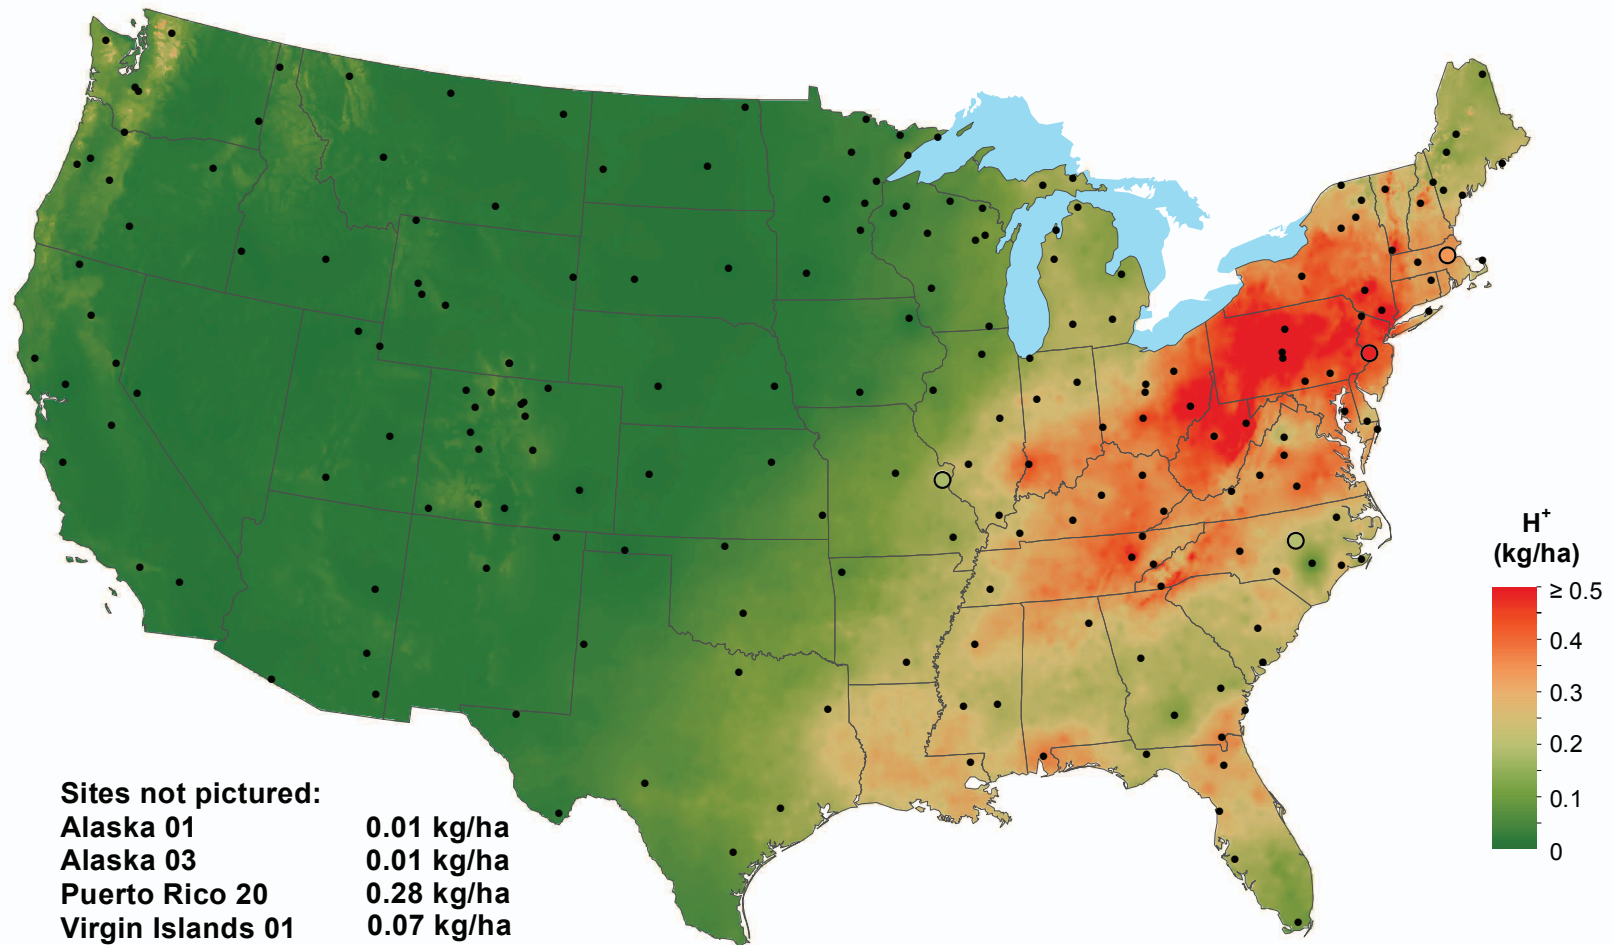 H+
(kg/ha)
≥ 0.5
0.4
0.3
0.2
0.1
0
Sites not pictured:
Alaska 01 0.01 kg/ha
Alaska 03 0.01 kg/ha
Puerto Rico 20 0.28 kg/ha
Virgin Islands 01 0.07 kg/ha